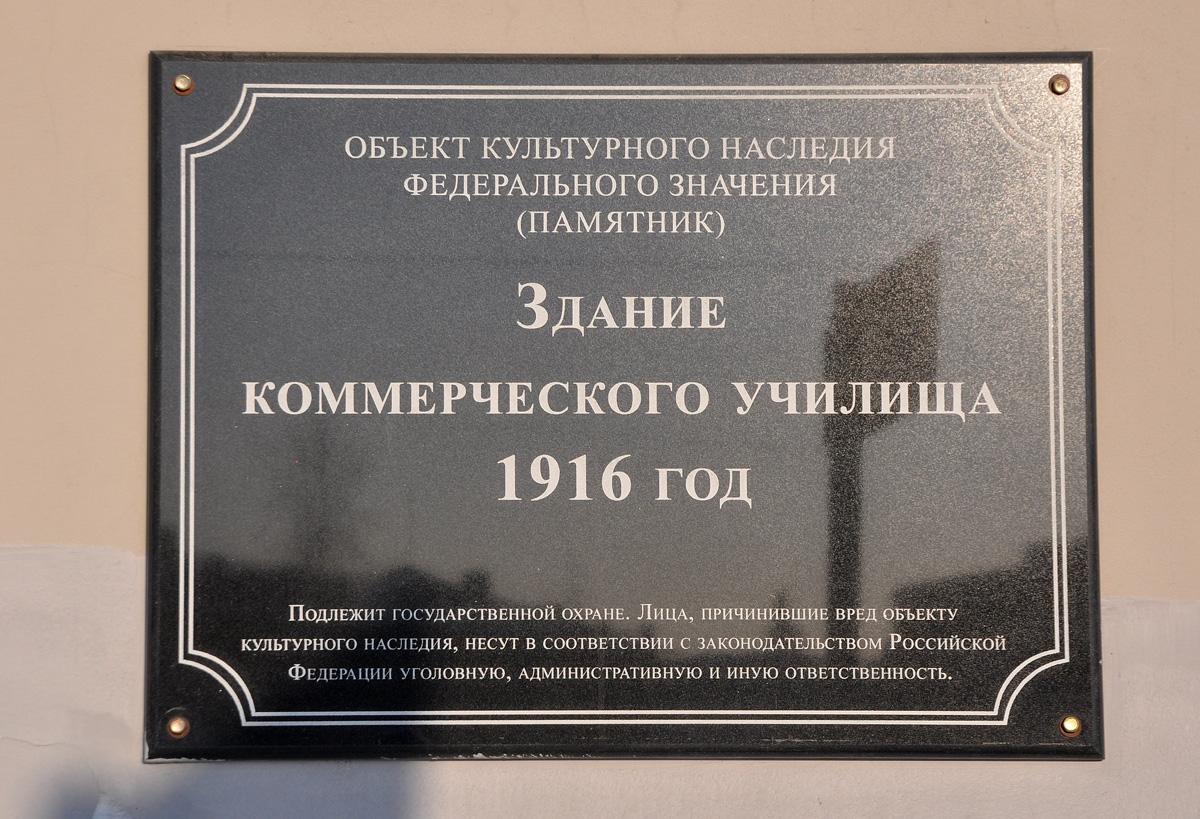 ОБЪЕКТ КУЛЬТУРНОГО НАСЛЕДИЯ
ФЕДЕРАЛЬНОГО ЗНАЧЕНИЯ
(ПАМЯТНИК)
ЗДАНИЕ
КОММЕРЧЕСКОГО УЧИЛИЩА
1916 ГОД
ПОДЛЕЖИТ ГОСУДАРСТВЕННОЙ ОХРАНЕ. ЛИЦА, ПРИЧИНИВШИЕ ВРЕД ОБЪЕКТУ
КУЛЬТУРНОГО НАСЛЕДИЯ, НЕСУТ В СООТВЕТСТВИИ С ЗАКОНОДАТЕЛЬСТВОМ РОССИЙСКОЙ
ФЕДЕРАЦИИ УГОЛОВНУЮ, АДМИНИСТРАТИВНУЮ И ИНУЮ ОТВЕТСТВЕННОСТЬ.